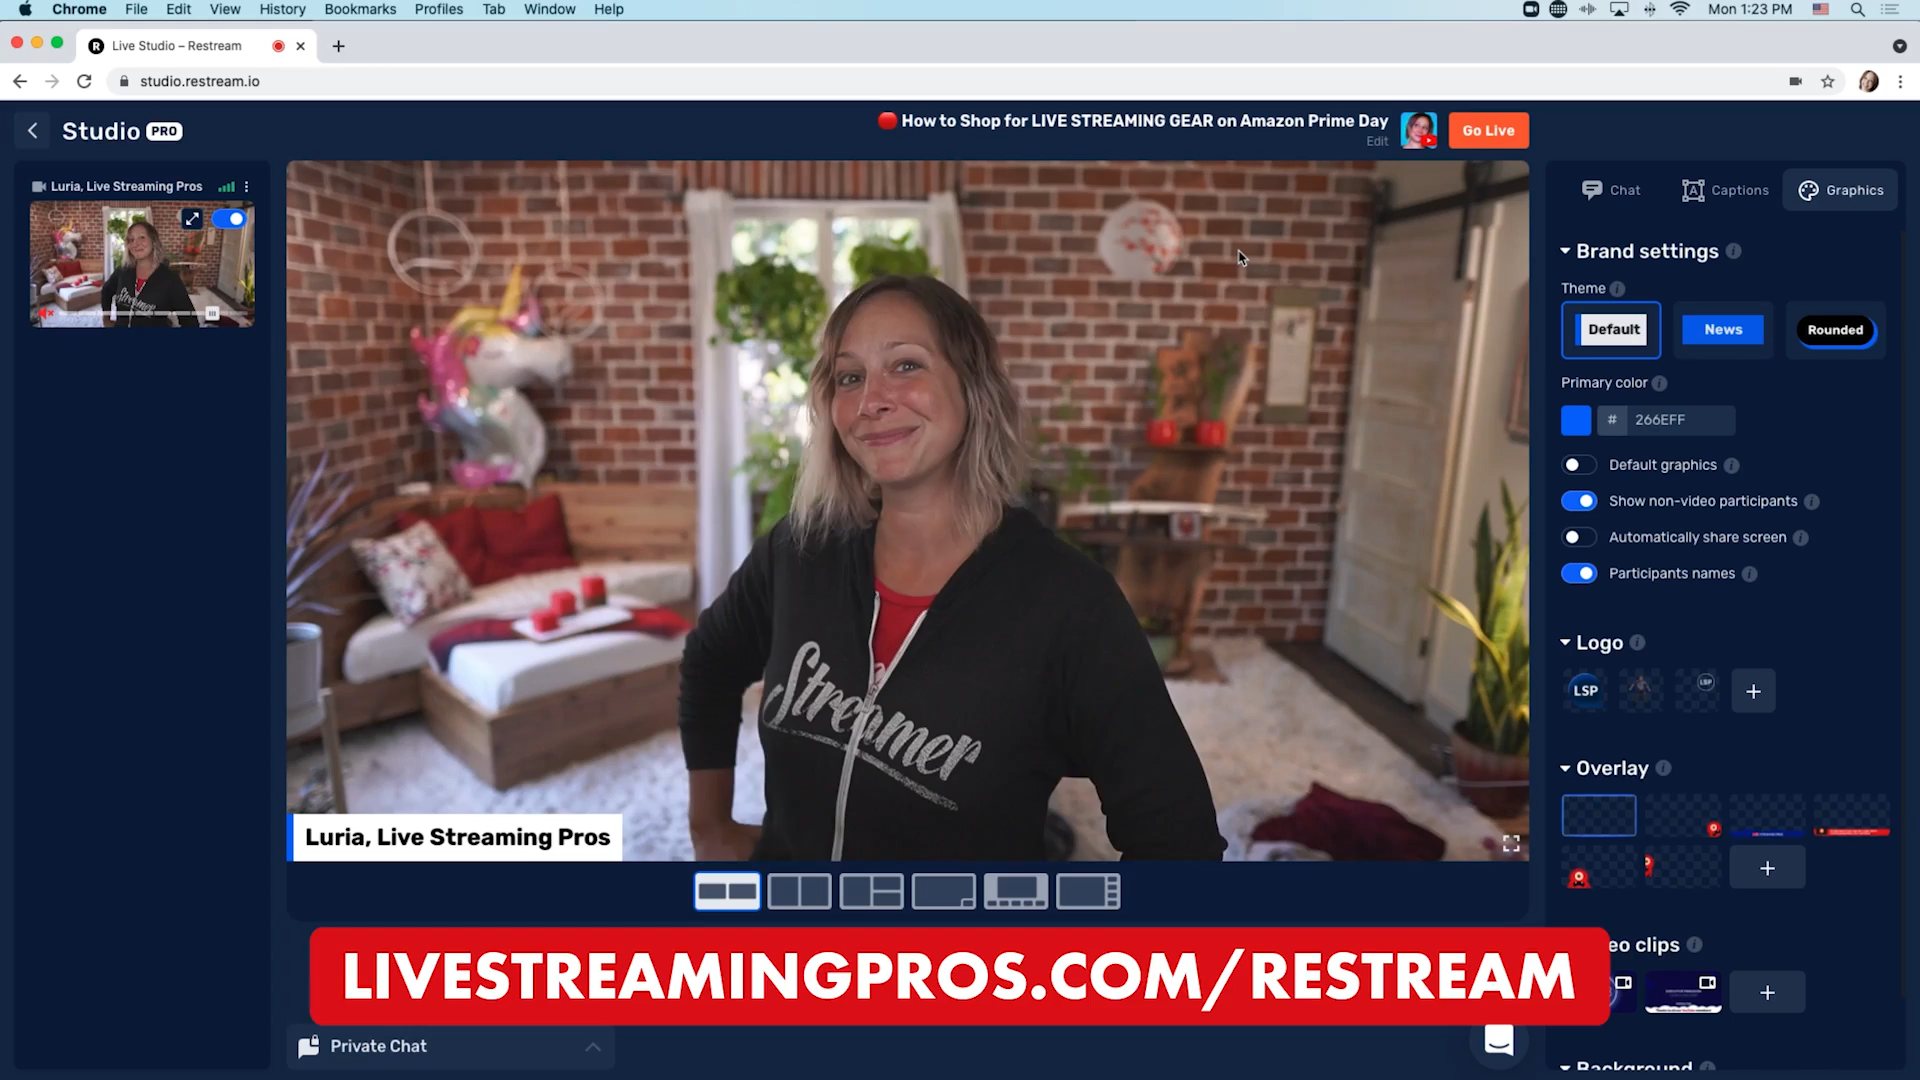 Chrome File Edit View History Bookmarks Profiles Tab Window Help Mon 1:23 PM
Live Studio – Restream
studio.restream.io
Studio PRO
How to Shop for LIVE STREAMING GEAR on Amazon Prime Day
Edit
Go Live
Luria, Live Streaming Pros
Chat Captions Graphics
Brand settings
Theme
Default News Rounded
Primary color
# 266EFF
Default graphics
Show non-video participants
Automatically share screen
Participants names
Streamer
Luria, Live Streaming Pros
Logo
LSP LSP
Overlay
eo clips
LIVESTREAMINGPROS.COM/RESTREAM
Private Chat
Background